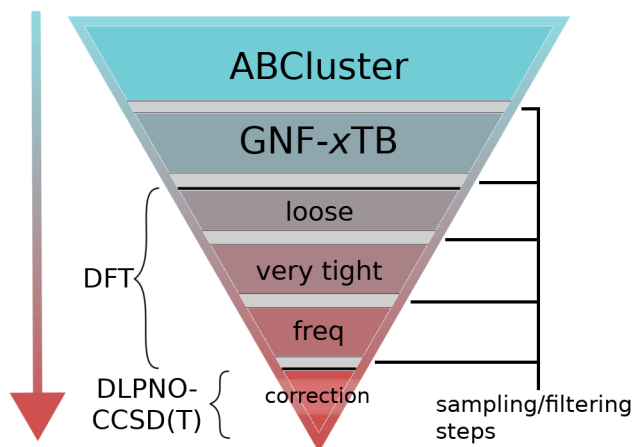 ABCluster
GNF-xTB
loose
very tight
DFT
freq
DLPNO-
CCSD(T)
correction
sampling/filtering
steps